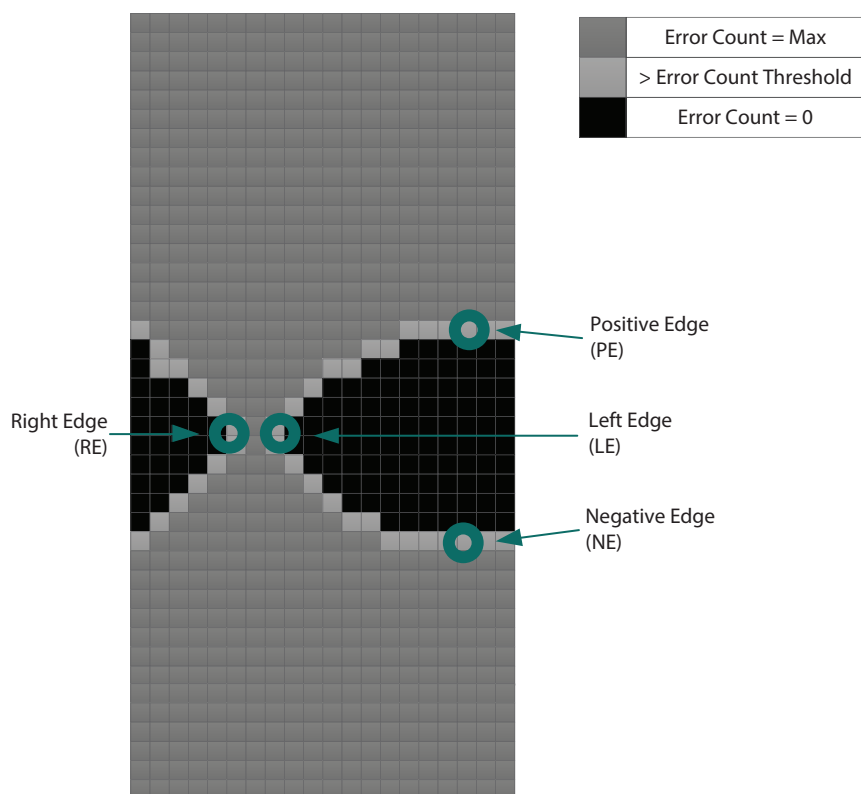 Error Count = Max
> Error Count Threshold
Error Count = 0
Positive Edge
(PE)
Right Edge
(RE)
Left Edge
(LE)
Negative Edge
(NE)